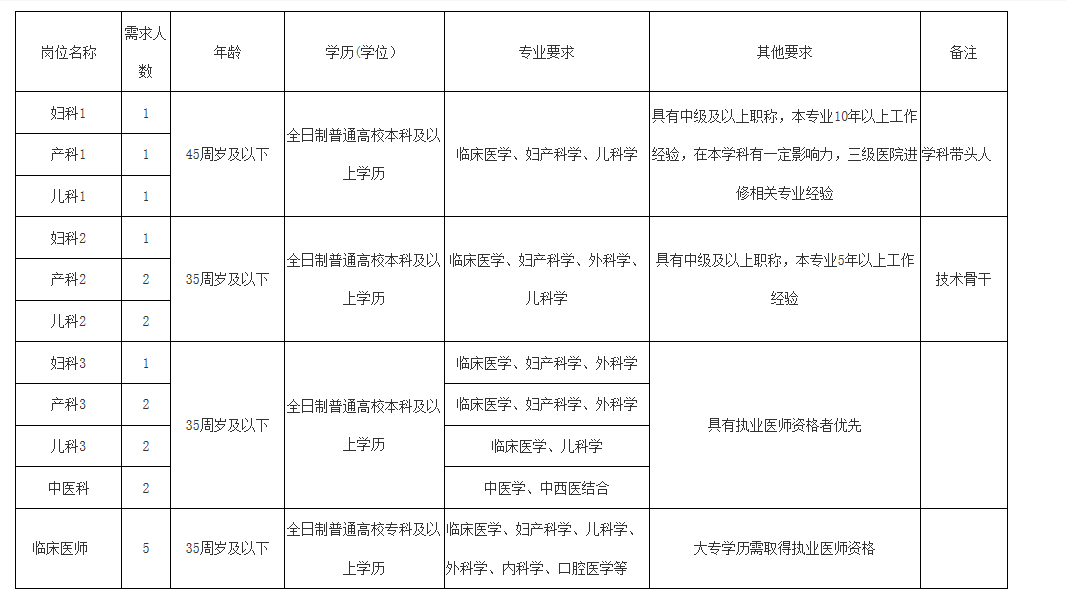 岗位名称
需求人
数
年龄
学历(学位）
专业要求
其他要求
备注
妇科1
1
产科1
1
儿科1
1
45周岁及以下
全日制普通高校本科及以
上学历
临床医学、妇产科学、儿科学
具有中级及以上职称，本专业10年以上工作
经验，在本学科有一定影响力，三级医院进
修相关专业经验
学科带头人
妇科2
1
产科2
2
儿科2
2
35周岁及以下
全日制普通高校本科及以
上学历
临床医学、妇产科学、外科学、
儿科学
具有中级及以上职称，本专业5年以上工作
经验
技术骨干
妇科3
1
产科3
2
儿科3
2
中医科
2
35周岁及以下
全日制普通高校本科及以
上学历
临床医学、妇产科学、外科学
临床医学、妇产科学、外科学
临床医学、儿科学
中医学、中西医结合
具有执业医师资格者优先
临床医师
5
35周岁及以下
全日制普通高校专科及以
上学历
临床医学、妇产科学、儿科学、
外科学、内科学、口腔医学等
大专学历需取得执业医师资格